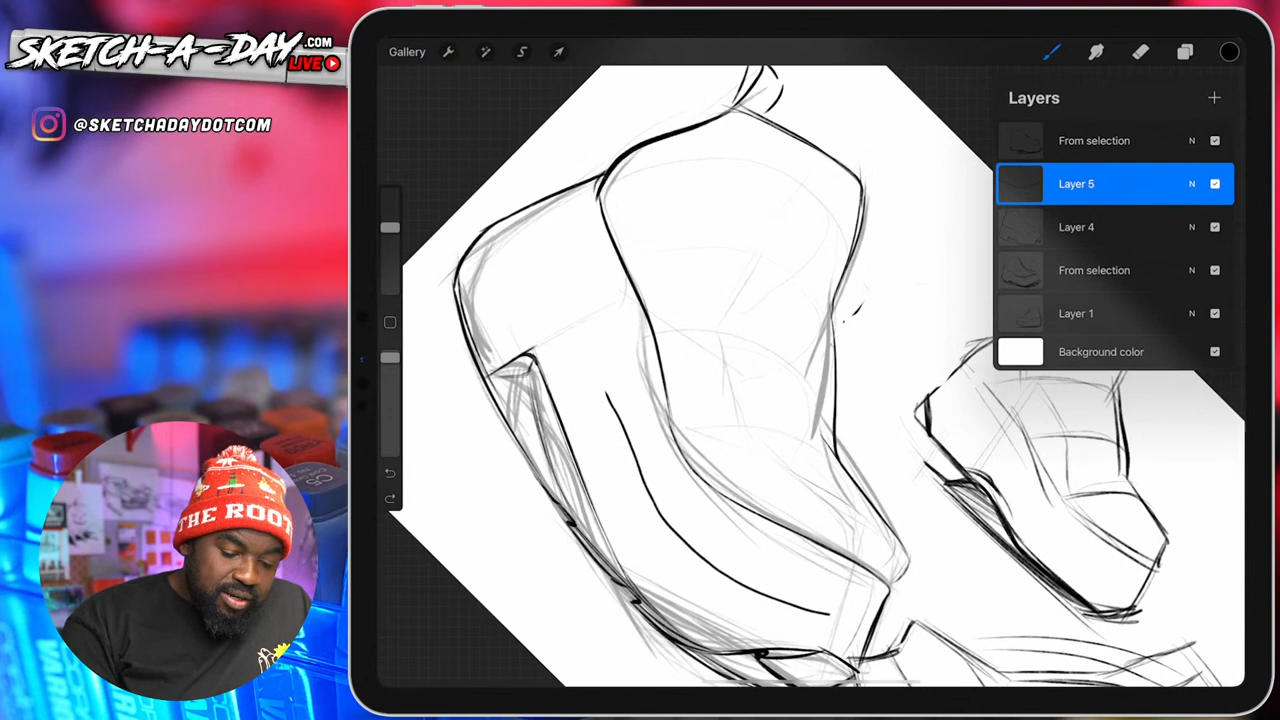 SKETCH-A-DAY.COM
LIVE
@SKETCHADAYDOTCOM
Gallery
Layers
From selection N
Layer 5 N
Layer 4 N
From selection N
Layer 1 N
Background color
THE ROOT